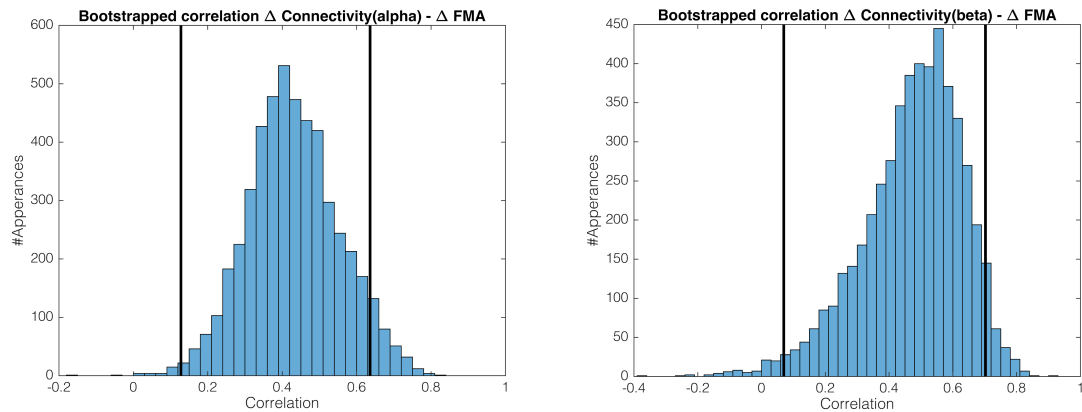 Bootstrapped correlation Δ Connectivity(alpha) - Δ FMA
600
500
400
300
200
100
0
#Apperances
-0.2 0 0.2 0.4 0.6 0.8 1
Correlation
Bootstrapped correlation Δ Connectivity(beta) - Δ FMA
450
400
350
300
250
200
150
100
50
0
#Apperances
-0.4 -0.2 0 0.2 0.4 0.6 0.8 1
Correlation